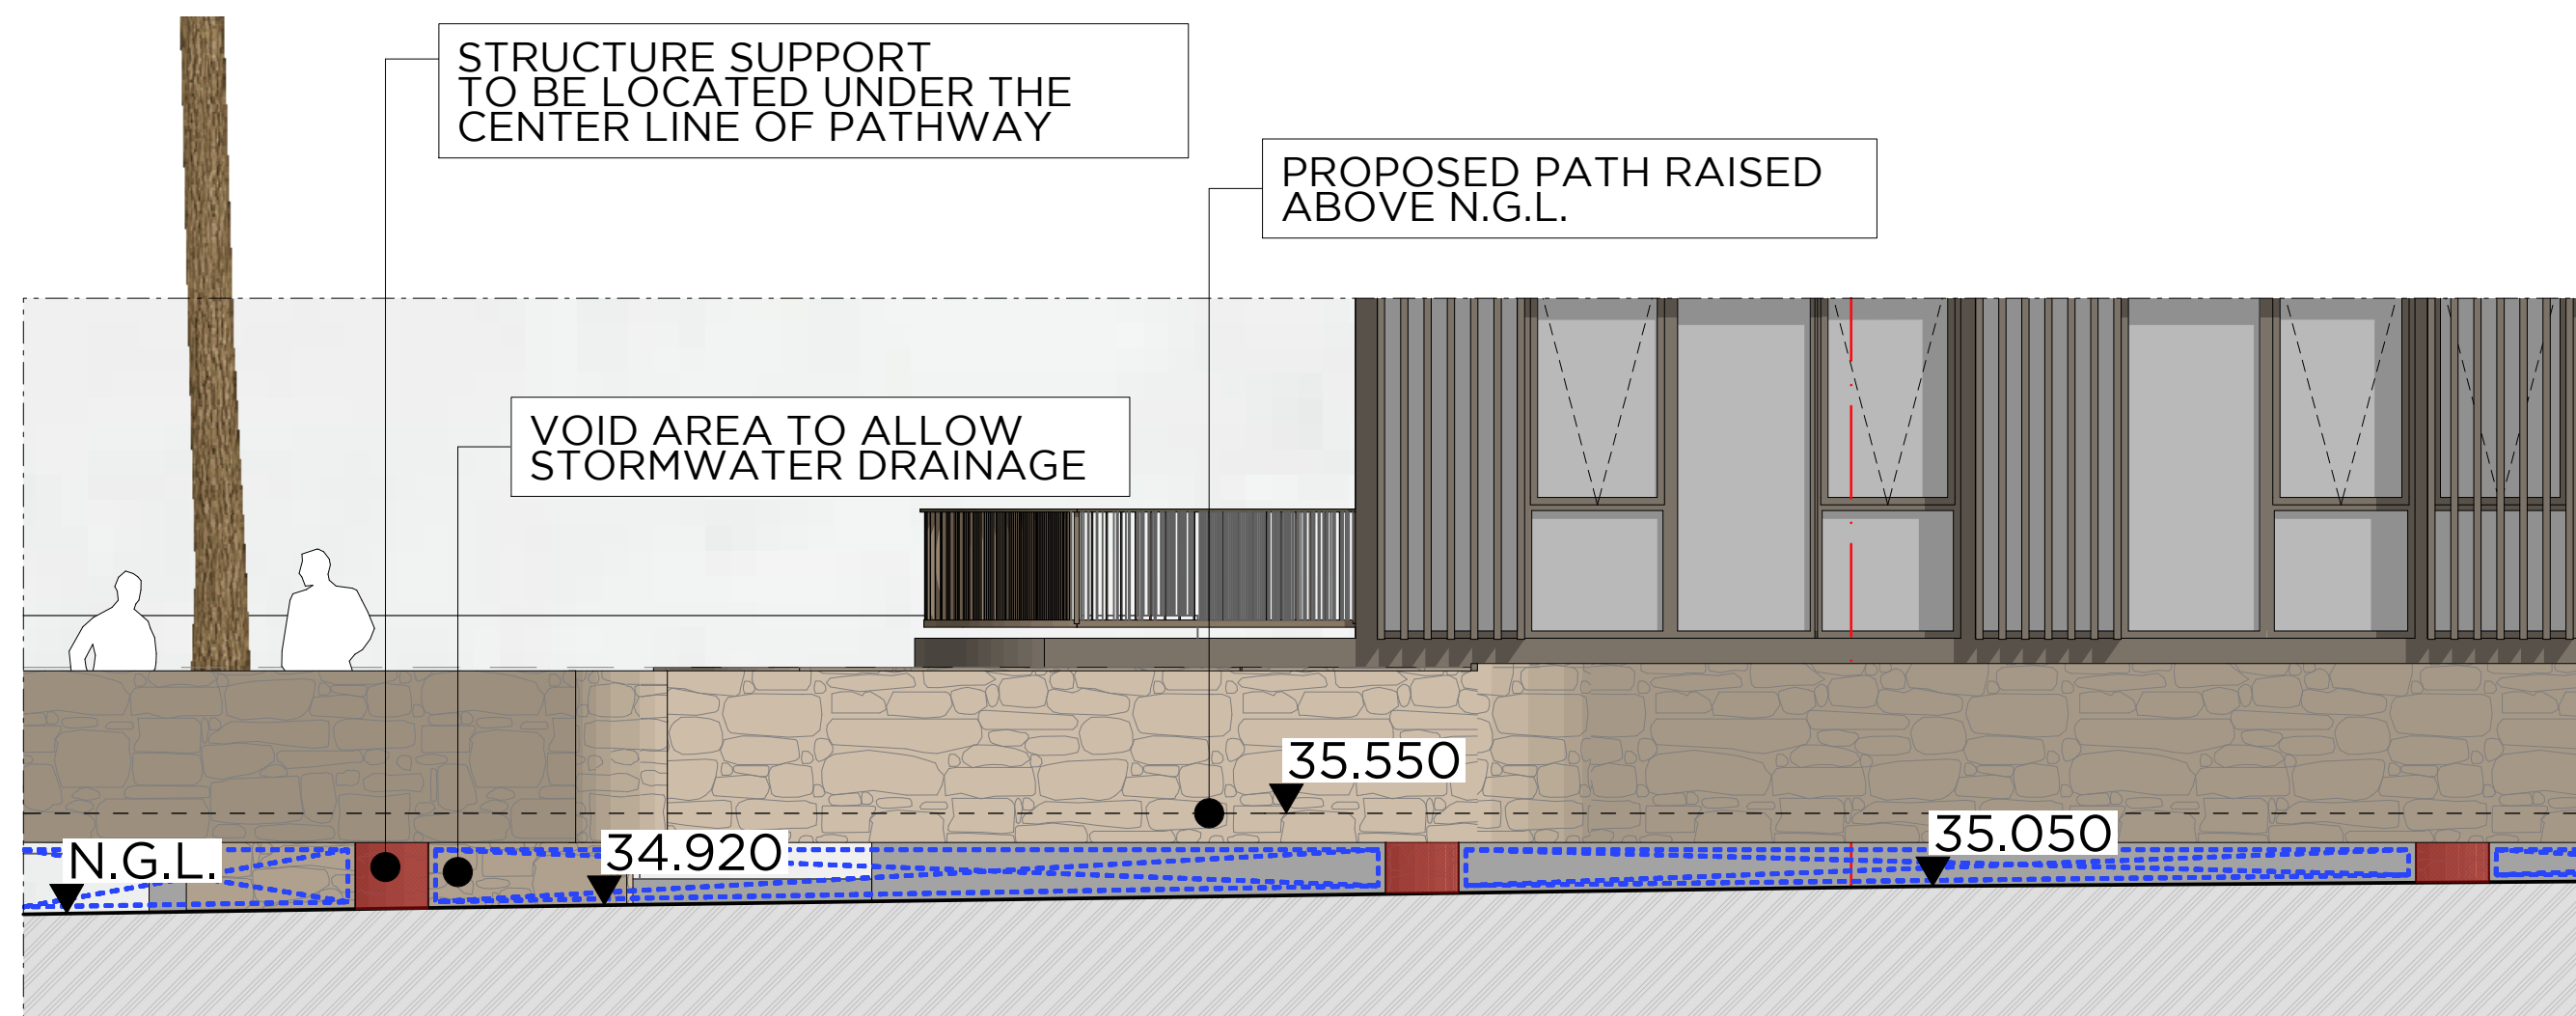 STRUCTURE SUPPORT
TO BE LOCATED UNDER THE
CENTER LINE OF PATHWAY
PROPOSED PATH RAISED
ABOVE N.G.L.
VOID AREA TO ALLOW
STORMWATER DRAINAGE
35.550
35.050
34.920
N.G.L.